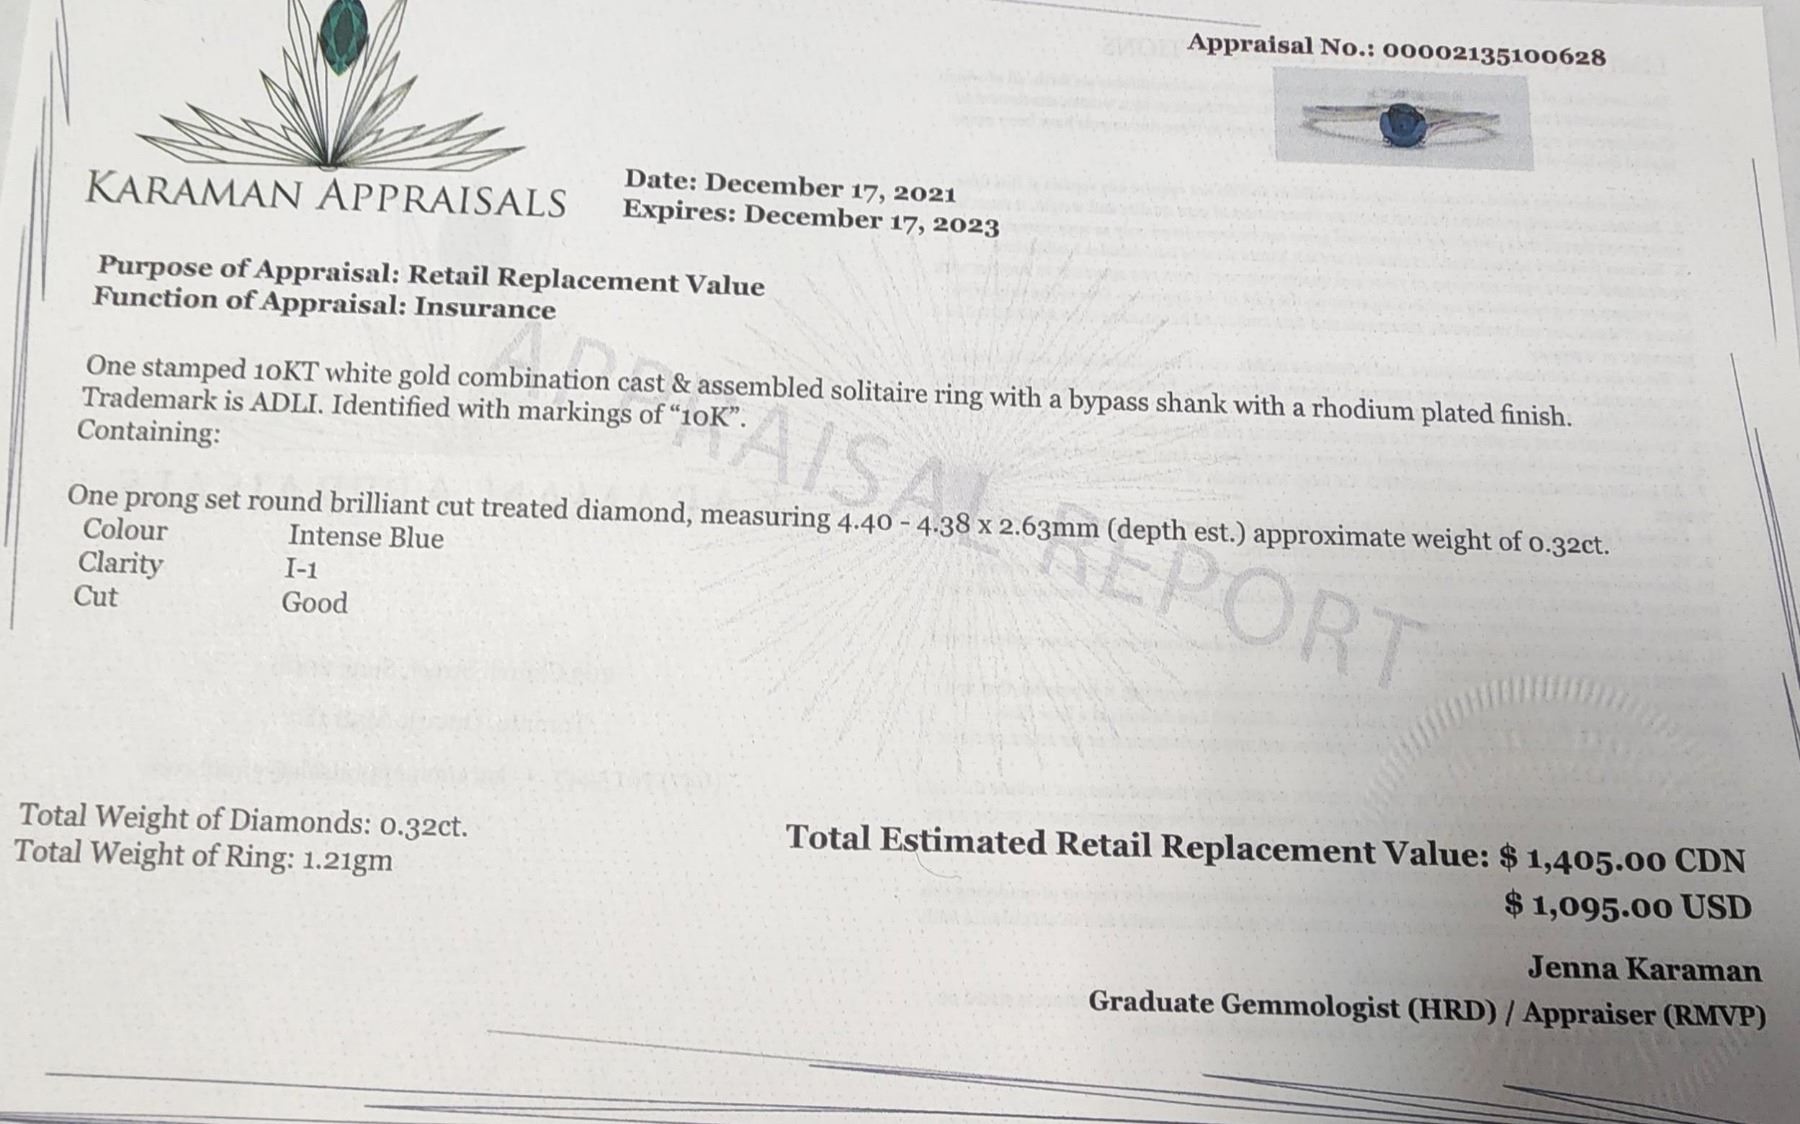 Appraisal No.: 00002135100628
KARAMAN APPRAISALS
Date: December 17, 2021
Expires: December 17, 2023
Purpose of Appraisal: Retail Replacement Value
Function of Appraisal: Insurance
One stamped 10KT white gold combination cast & assembled solitaire ring with a bypass shank with a rhodium plated finish.
Trademark is ADLI. Identified with markings of “10K”.
Containing:
One prong set round brilliant cut treated diamond, measuring 4.40 - 4.38 x 2.63mm (depth est.) approximate weight of 0.32ct.
Colour Intense Blue
Clarity I-1
Cut Good
APPRAISAL REPORT
Total Weight of Diamonds: 0.32ct.
Total Weight of Ring: 1.21gm
Total Estimated Retail Replacement Value: $ 1,405.00 CDN
$ 1,095.00 USD
Jenna Karaman
Graduate Gemmologist (HRD) / Appraiser (RMVP)